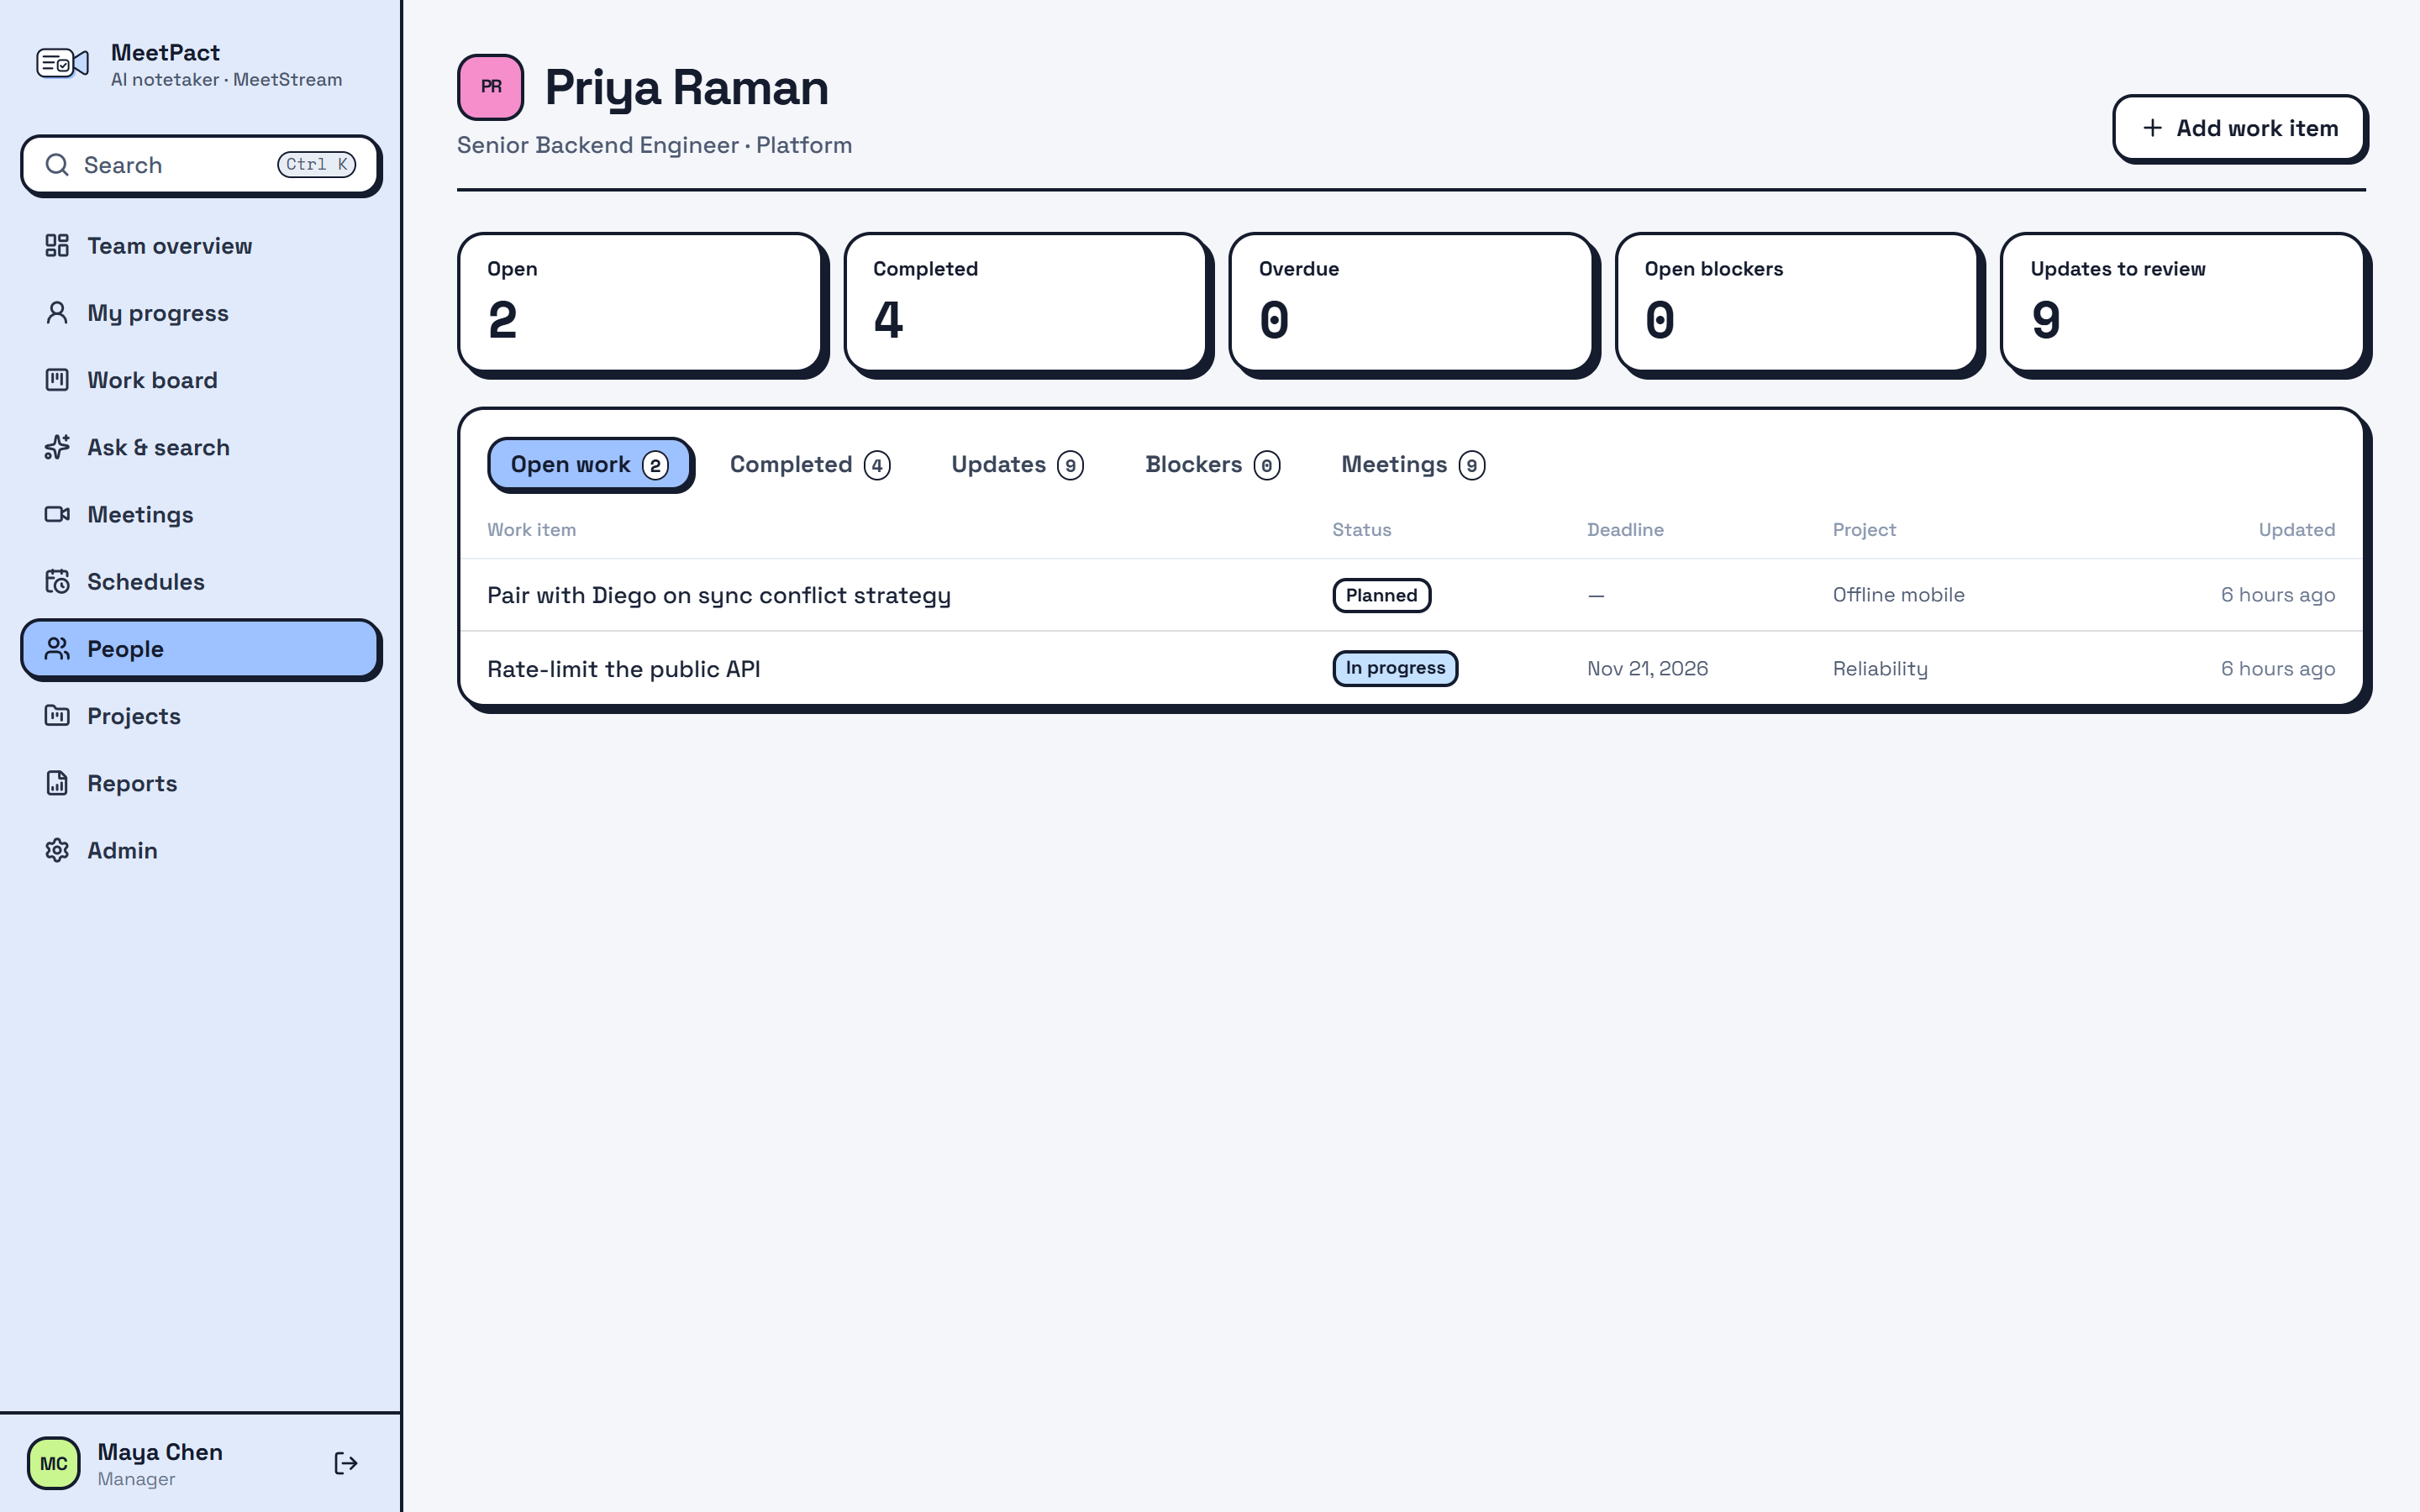 MeetPact
AI notetaker · MeetStream
Search Ctrl K
Team overview
My progress
Work board
Ask & search
Meetings
Schedules
People
Projects
Reports
Admin
MC Maya Chen
Manager
PR Priya Raman
Senior Backend Engineer · Platform
+ Add work item
Open
2
Completed
4
Overdue
0
Open blockers
0
Updates to review
9
Open work 2 Completed 4 Updates 9 Blockers 0 Meetings 9
Work item Status Deadline Project Updated
Pair with Diego on sync conflict strategy Planned — Offline mobile 6 hours ago
Rate-limit the public API In progress Nov 21, 2026 Reliability 6 hours ago